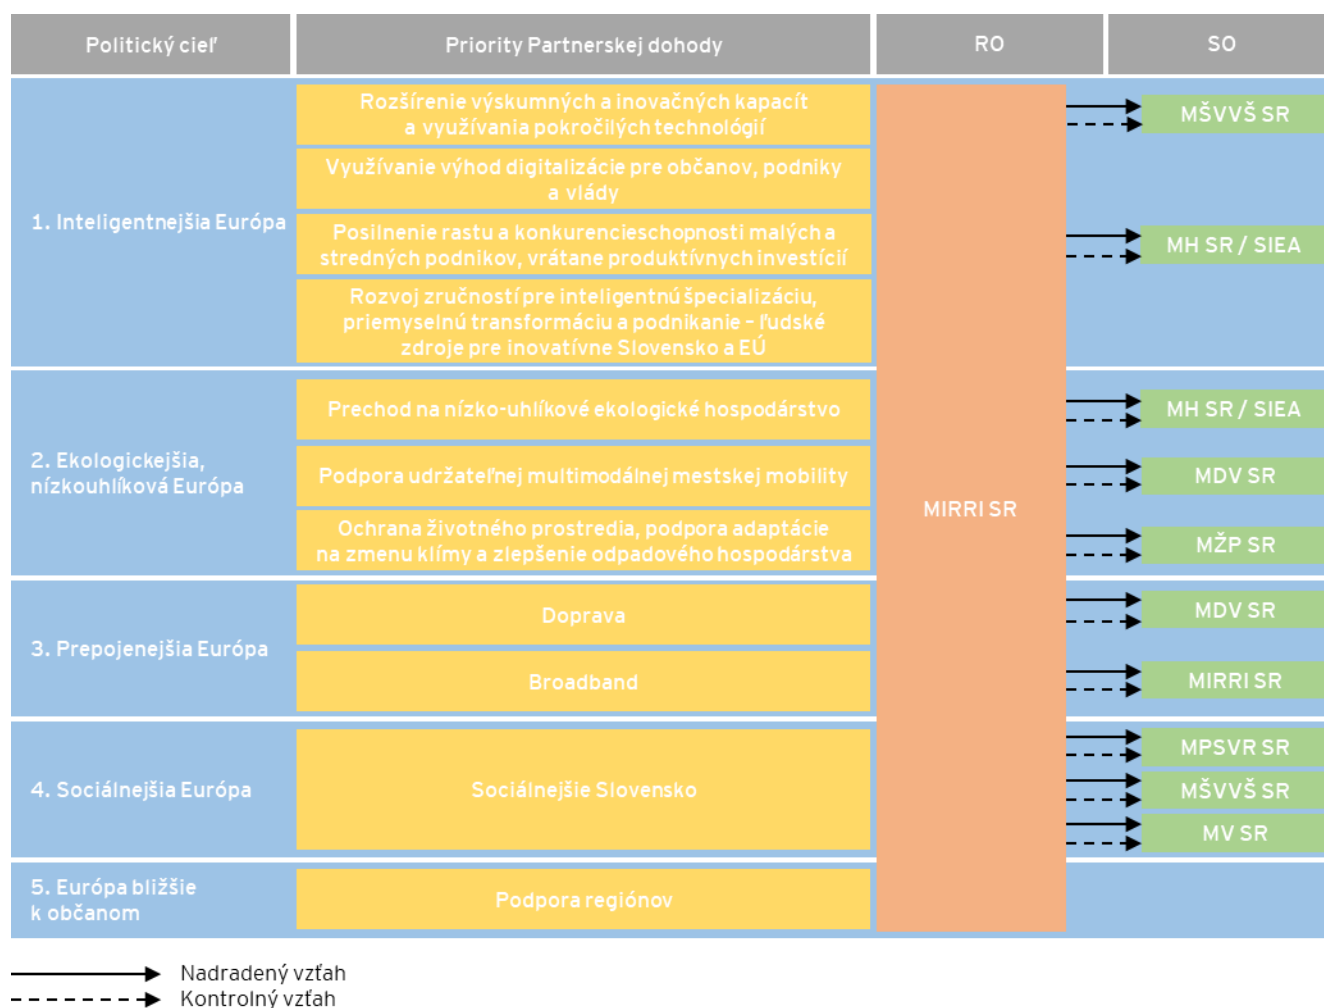 Politický cieľ
Priority Partnerskej dohody
RO
SO
1. Inteligentnejšia Európa
Rozšírenie výskumných a inovačných kapacít
a využívania pokročilých technológií
Využívanie výhod digitalizácie pre občanov, podniky
a vlády
Posilnenie rastu a konkurencieschopnosti malých a
stredných podnikov, vrátane produktívnych investícií
Rozvoj zručností pre inteligentnú špecializáciu,
priemyselnú transformáciu a podnikanie – ľudské
zdroje pre inovatívne Slovensko a EÚ
MŠVVŠ SR
MH SR / SIEA
2. Ekologickejšia,
nízkouhlíková Európa
Prechod na nízko-uhlíkové ekologické hospodárstvo
Podpora udržateľnej multimodálnej mestskej mobility
Ochrana životného prostredia, podpora adaptácie
na zmenu klímy a zlepšenie odpadového hospodárstva
MIRRI SR
MH SR / SIEA
MDV SR
MŽP SR
3. Prepojenejšia Európa
Doprava
Broadband
MDV SR
MIRRI SR
4. Sociálnejšia Európa
Sociálnejšie Slovensko
MPSVR SR
MŠVVŠ SR
MV SR
5. Európa bližšie
k občanom
Podpora regiónov
Nadradený vzťah
Kontrolný vzťah